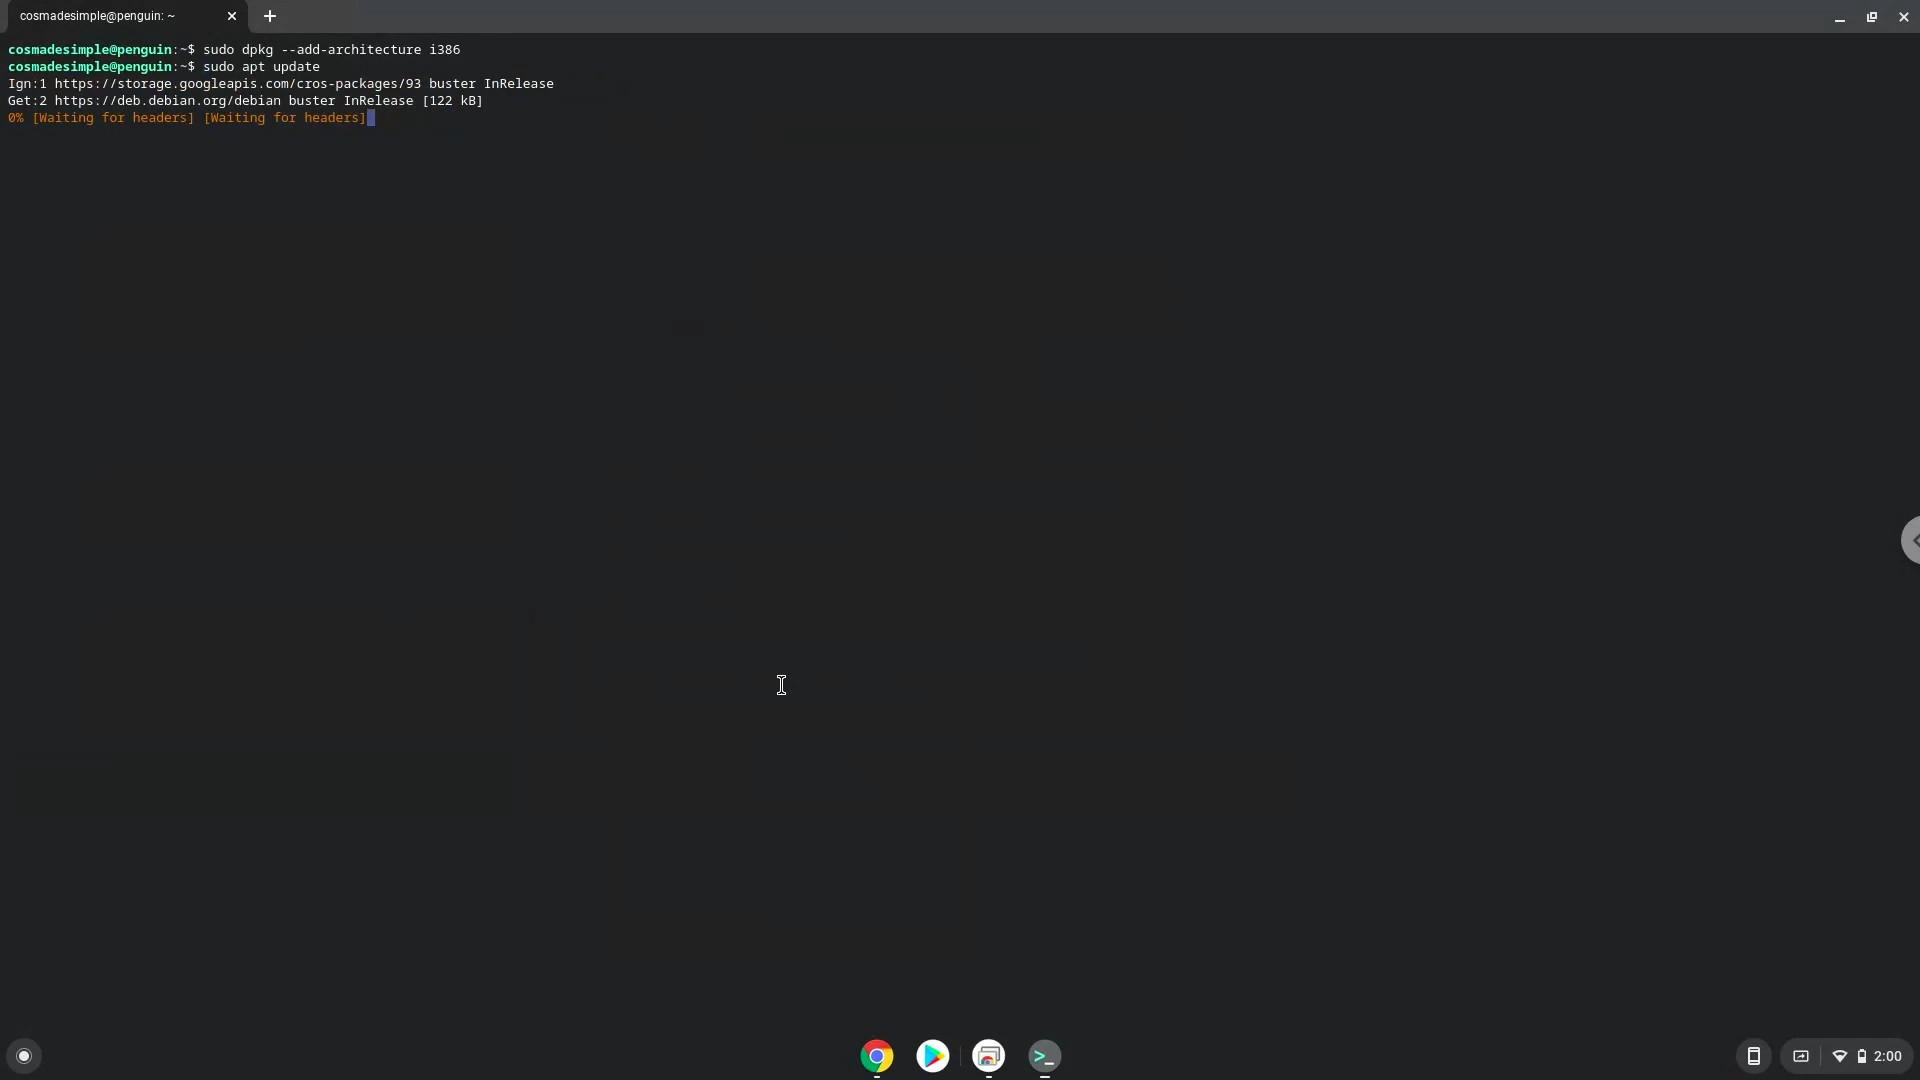 cosmadesimple@penguin: ~
cosmadesimple@penguin:~$ sudo dpkg --add-architecture i386
cosmadesimple@penguin:~$ sudo apt update
Ign:1 https://storage.googleapis.com/cros-packages/93 buster InRelease
Get:2 https://deb.debian.org/debian buster InRelease [122 kB]
0% [Waiting for headers] [Waiting for headers]
>_
2:00